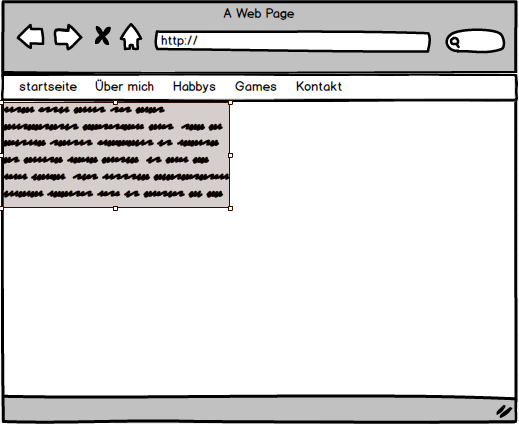 A Web Page
http://
startseite Über mich Habbys Games Kontakt